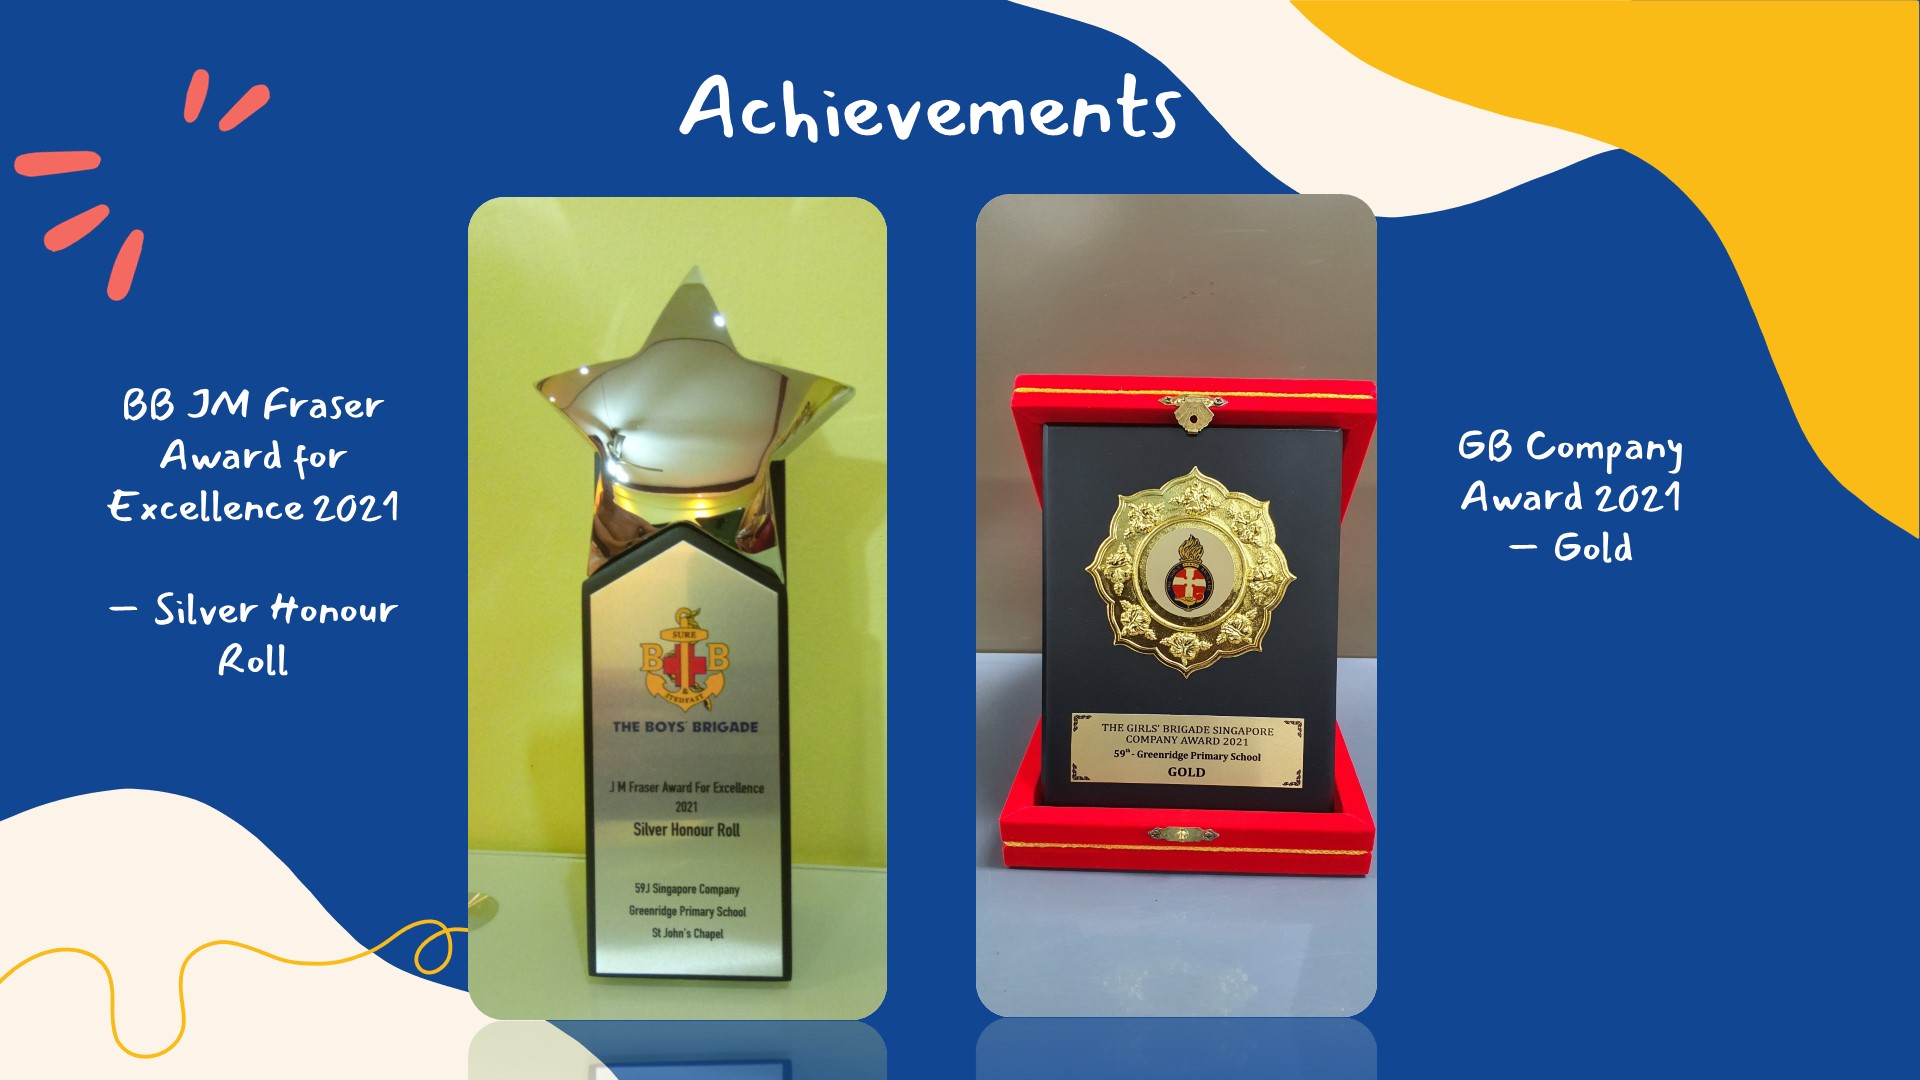 Achievements
BB JM Fraser
Award for
Excellence 2021
– Silver Honour
Roll
SURE
B B
&
STEDFAST
THE BOYS' BRIGADE
J M Fraser Award For Excellence
2021
Silver Honour Roll
59J Singapore Company
Greenridge Primary School
St John's Chapel
THE GIRLS' BRIGADE SINGAPORE
COMPANY AWARD 2021
59th - Greenridge Primary School
GOLD
GB Company
Award 2021
– Gold